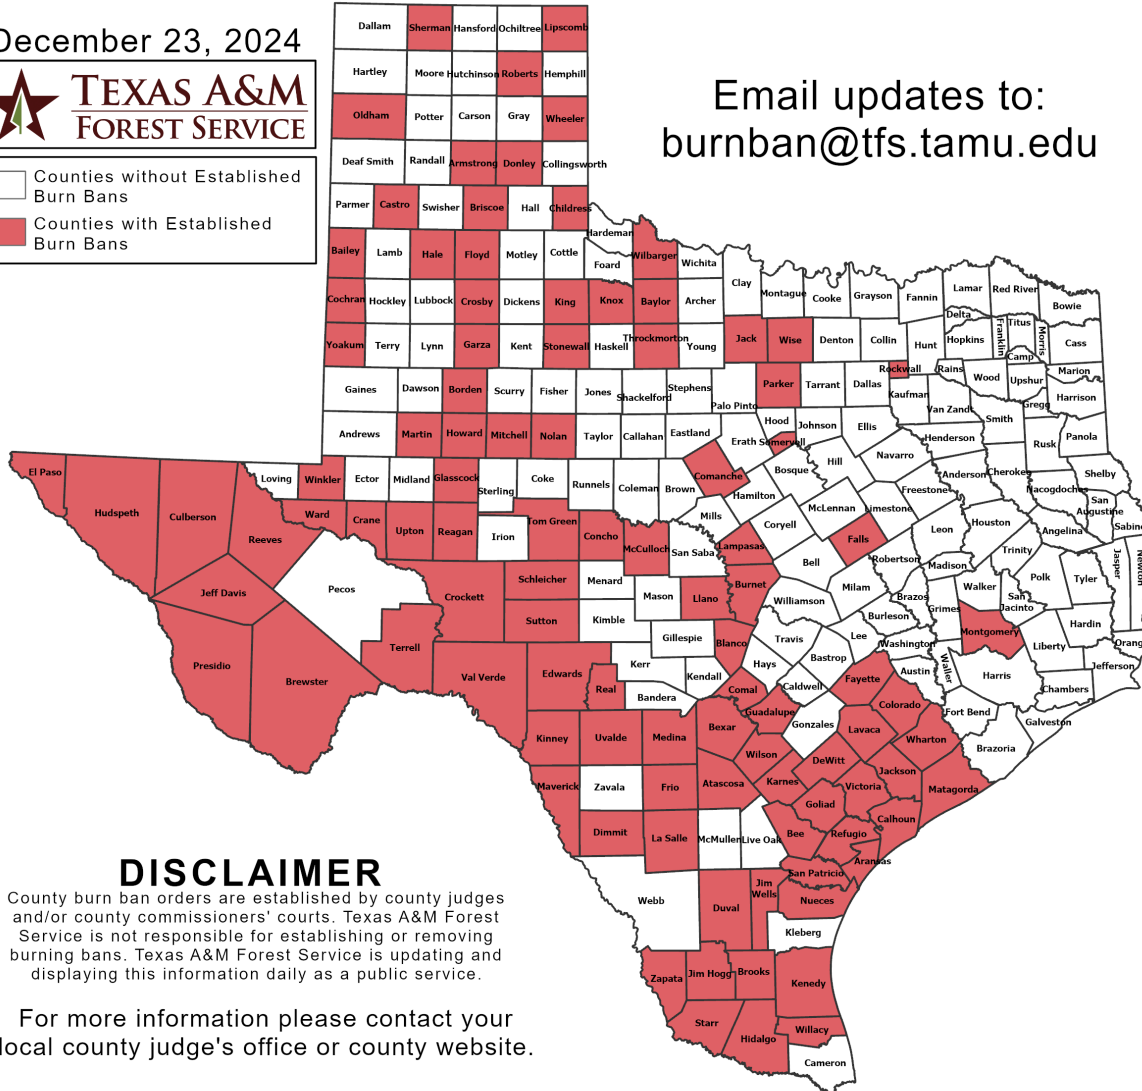 December 23, 2024
TEXAS A&M
FOREST SERVICE
Counties without Established
Burn Bans
Counties with Established
Burn Bans
Email updates to:
burnban@tfs.tamu.edu
Dallam Sherman Hansford Ochiltree Lipscomb
Hartley Moore Hutchinson Roberts Hemphill
Oldham Potter Carson Gray Wheeler
Deaf Smith Randall Armstrong Donley Collingsworth
Parmer Castro Swisher Briscoe Hall Childress
Hardeman
Bailey Lamb Hale Floyd Motley Cottle Foard Wilbarger Wichita
Clay Montague Cooke Grayson Fannin Lamar Red River Bowie
Cochran Hockley Lubbock Crosby Dickens King Knox Baylor Archer
Delta Franklin Titus Morris
Yoakum Terry Lynn Garza Kent Stonewall Haskell Throckmorton Young Jack Wise Denton Collin Hunt Hopkins Camp Cass
Rockwall Rains Wood Upshur Marion
Gaines Dawson Borden Scurry Fisher Jones Shackelford Stephens Palo Pinto Parker Tarrant Dallas Kaufman Van Zandt Gregg Harrison
Andrews Martin Howard Mitchell Nolan Taylor Callahan Eastland Erath Hood Somervell Johnson Ellis Henderson Smith Rusk Panola
El Paso Hudspeth Culberson Loving Winkler Ector Midland Glasscock Sterling Coke Runnels Coleman Brown Comanche Hamilton Bosque Hill Navarro Anderson Cherokee Nacogdoches Shelby
Freestone Limestone McLennan San Augustine Sabine
Reeves Ward Crane Upton Reagan Irion Tom Green Concho McCulloch San Saba Mills Lampasas Coryell Falls Leon Houston Angelina
Bell Robertson Madison Trinity Polk Tyler Jasper Newton
Jeff Davis Pecos Crockett Schleicher Menard Mason Llano Burnet Williamson Milam Brazos Grimes Walker San Jacinto
Terrell Sutton Kimble Gillespie Blanco Travis Lee Burleson Washington Montgomery Liberty Hardin Orange
Presidio Brewster Val Verde Edwards Real Kerr Kendall Bandera Hays Bastrop Caldwell Fayette Austin Waller Harris Chambers Jefferson
Comal Guadalupe Gonzales Colorado Fort Bend Galveston
Kinney Uvalde Medina Bexar Wilson Lavaca Wharton Brazoria
DeWitt Jackson
Maverick Zavala Frio Atascosa Karnes Victoria Matagorda
Goliad Calhoun
Dimmit La Salle McMullen Live Oak Bee Refugio
Aransas
San Patricio
Webb Duval Jim Wells Nueces
Kleberg
Zapata Jim Hogg Brooks Kenedy
Starr Hidalgo Willacy
Cameron
DISCLAIMER
County burn ban orders are established by county judges
and/or county commissioners' courts. Texas A&M Forest
Service is not responsible for establishing or removing
burning bans. Texas A&M Forest Service is updating and
displaying this information daily as a public service.
For more information please contact your
local county judge's office or county website.